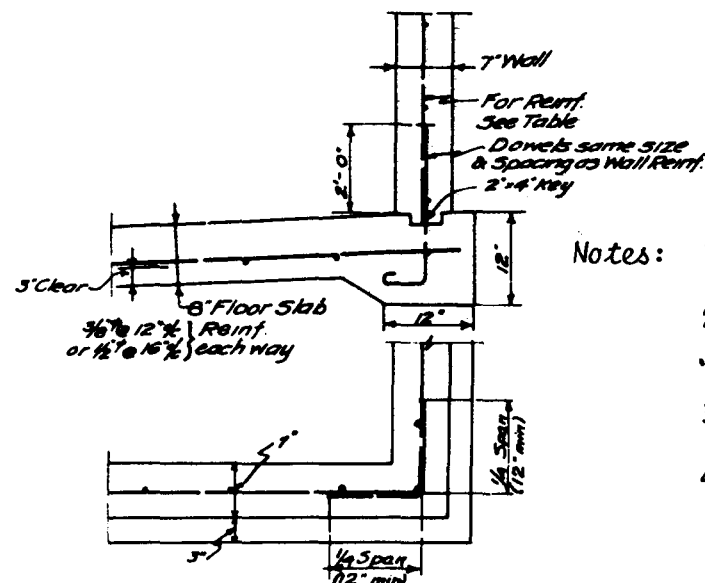 7" Wall
For Reinf.
See Table
Dowels same size
& Spacing as Wall Reinf.
2"x4" Key
2'-0"
12"
Notes:
3" Clear
8" Floor Slab
3/8"φ @ 12" c/c } Reinf.
or 1/2"φ @ 16" c/c } each way
12"
1/4 Span
(12" min)
7"
3"
1/4 Span
(12" min)